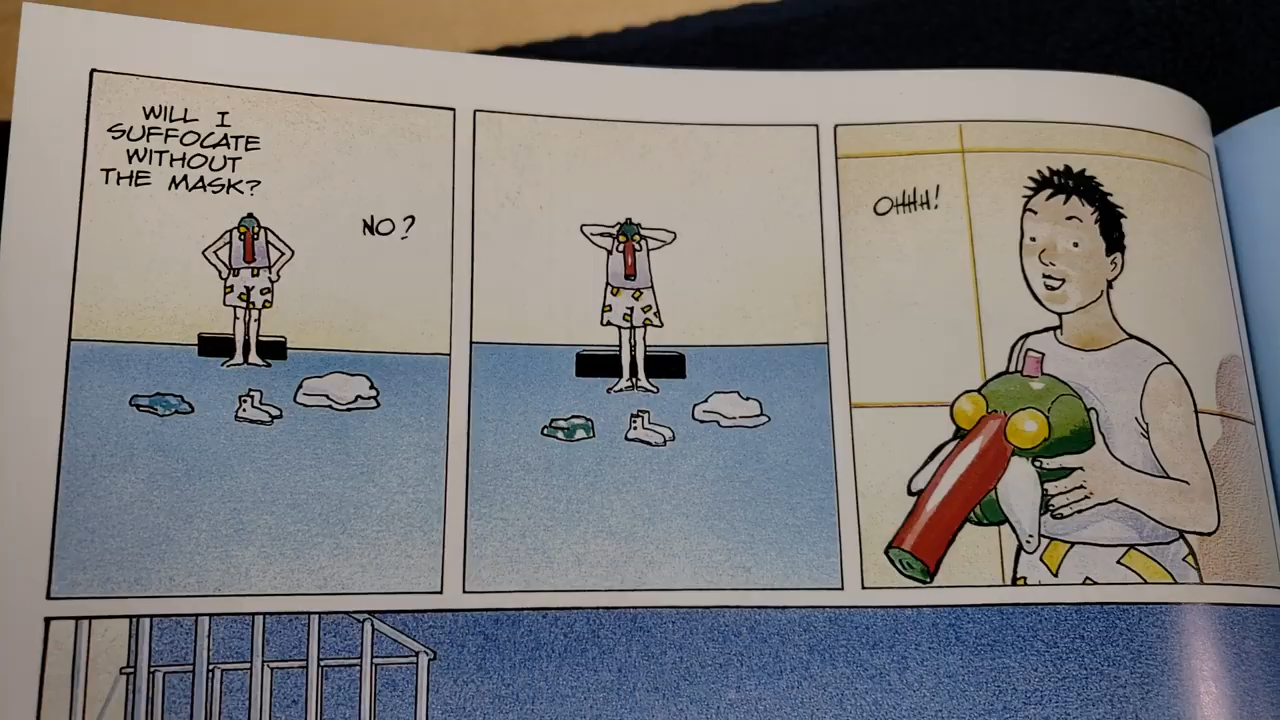 WILL I
SUFFOCATE
WITHOUT
THE MASK?
NO?
OHHH!